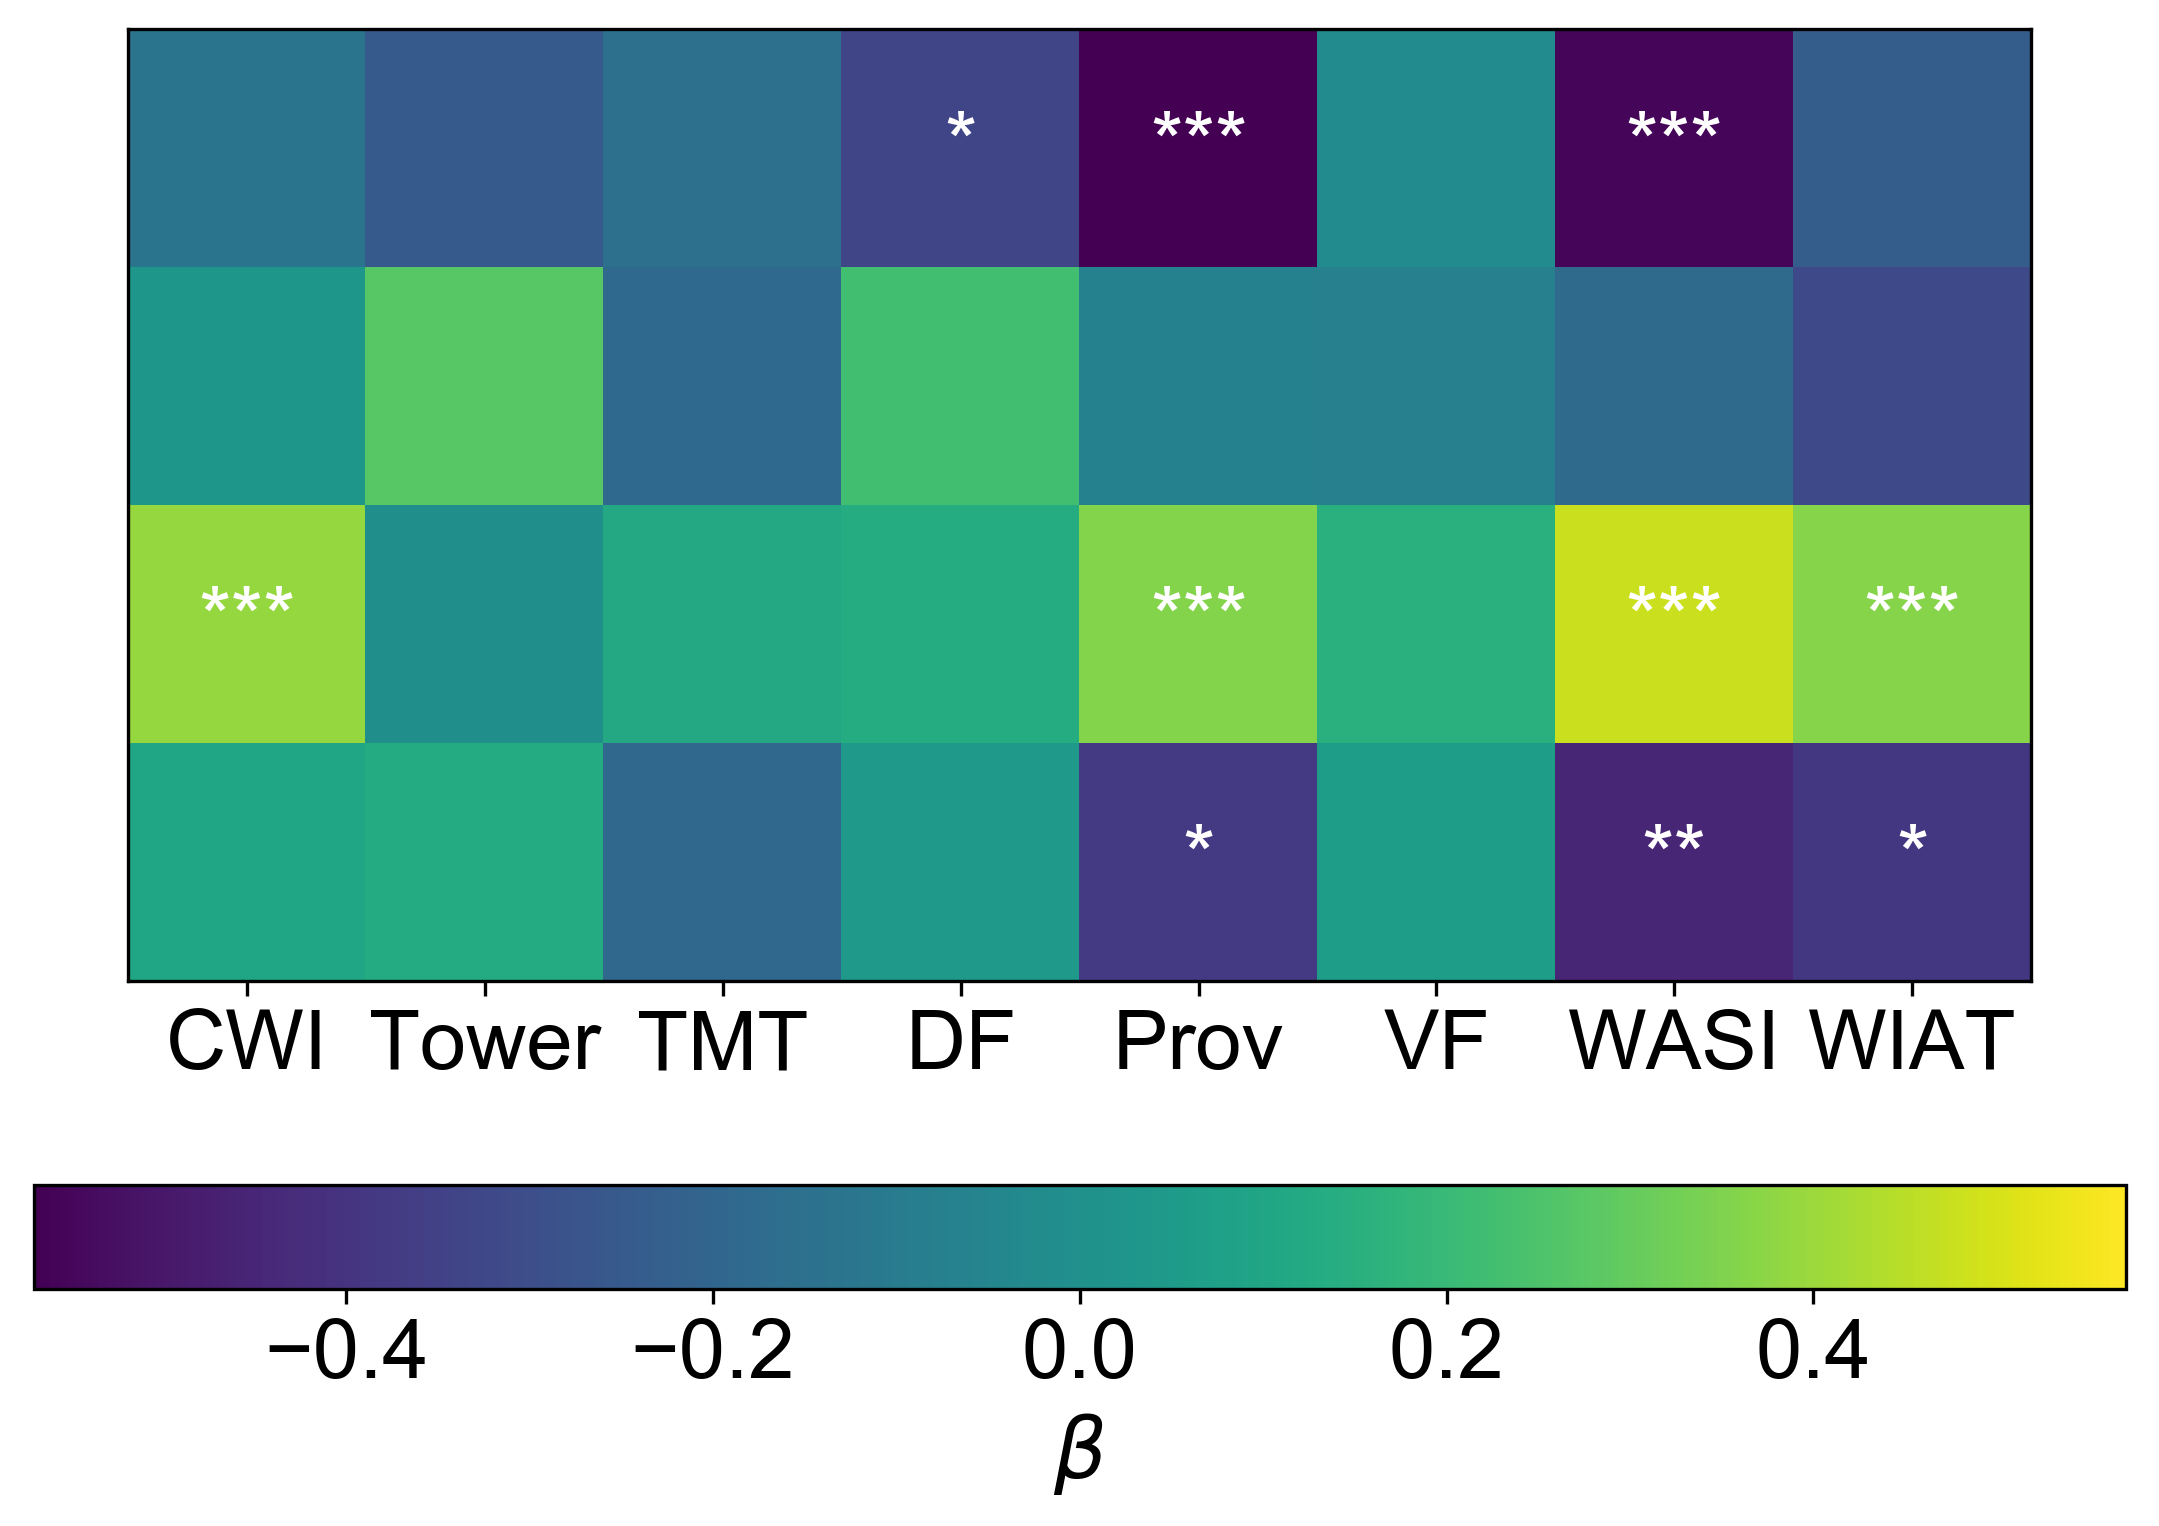 * *** ***
*** *** *** ***
* ** *
CWI Tower TMT DF Prov VF WASI WIAT
−0.4 −0.2 0.0 0.2 0.4
β